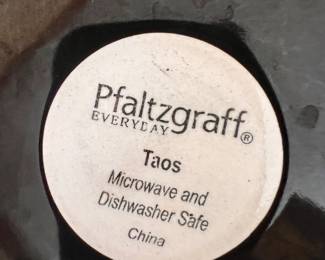 Pfaltzgraff®
EVERYDAY
Taos
Microwave and
Dishwasher Safe
China